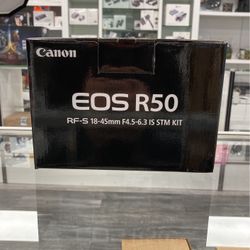 Canon
EOS R50
RF-S 18-45mm F4.5-6.3 IS STM KIT